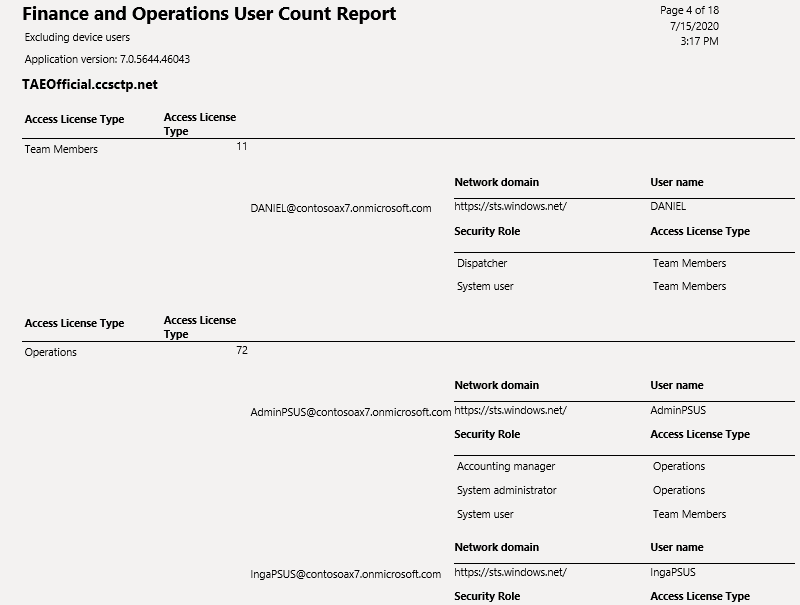 Finance and Operations User Count Report
Page 4 of 18
Excluding device users
7/15/2020
3:17 PM
Application version: 7.0.5644.46043
TAEOfficial.ccsctp.net
Access License Type
Access License
Type
Team Members
11
Network domain
User name
DANIEL@contosoax7.onmicrosoft.com
https://sts.windows.net/
DANIEL
Security Role
Access License Type
Dispatcher
Team Members
System user
Team Members
Access License Type
Access License
Type
Operations
72
Network domain
User name
AdminPSUS@contosoax7.onmicrosoft.com
https://sts.windows.net/
AdminPSUS
Security Role
Access License Type
Accounting manager
Operations
System administrator
Operations
System user
Team Members
Network domain
User name
IngaPSUS@contosoax7.onmicrosoft.com
https://sts.windows.net/
IngaPSUS
Security Role
Access License Type